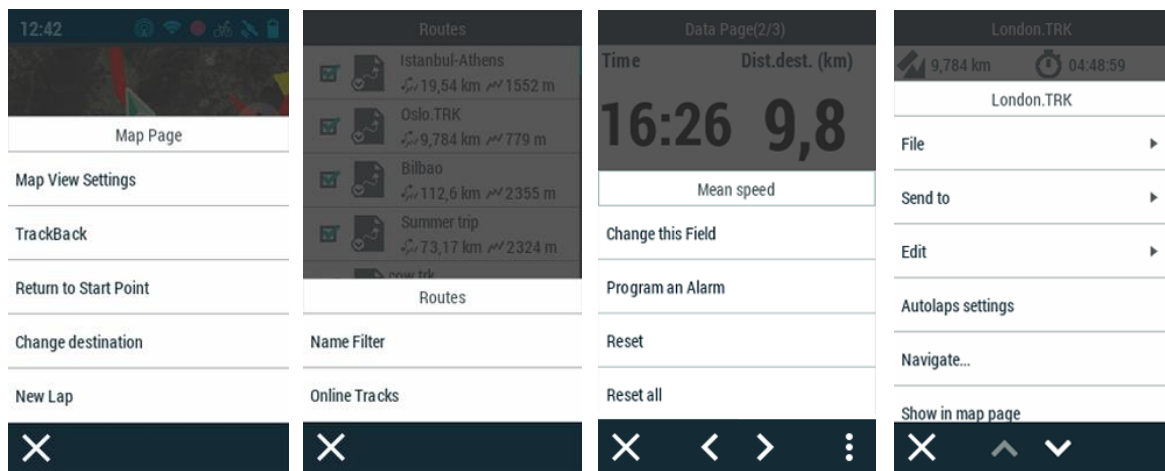 12:42
Map Page
Map View Settings
TrackBack
Return to Start Point
Change destination
New Lap
Routes
Istanbul-Athens
19,54 km 1552 m
Oslo.TRK
9,784 km 779 m
Bilbao
112,6 km 2355 m
Summer trip
73,17 km 2324 m
cow.trk
Routes
Name Filter
Online Tracks
Data Page(2/3)
Time Dist.dest. (km)
16:26 9,8
Mean speed
Change this Field
Program an Alarm
Reset
Reset all
London.TRK
9,784 km 04:48:59
London.TRK
File
Send to
Edit
Autolaps settings
Navigate...
Show in map page